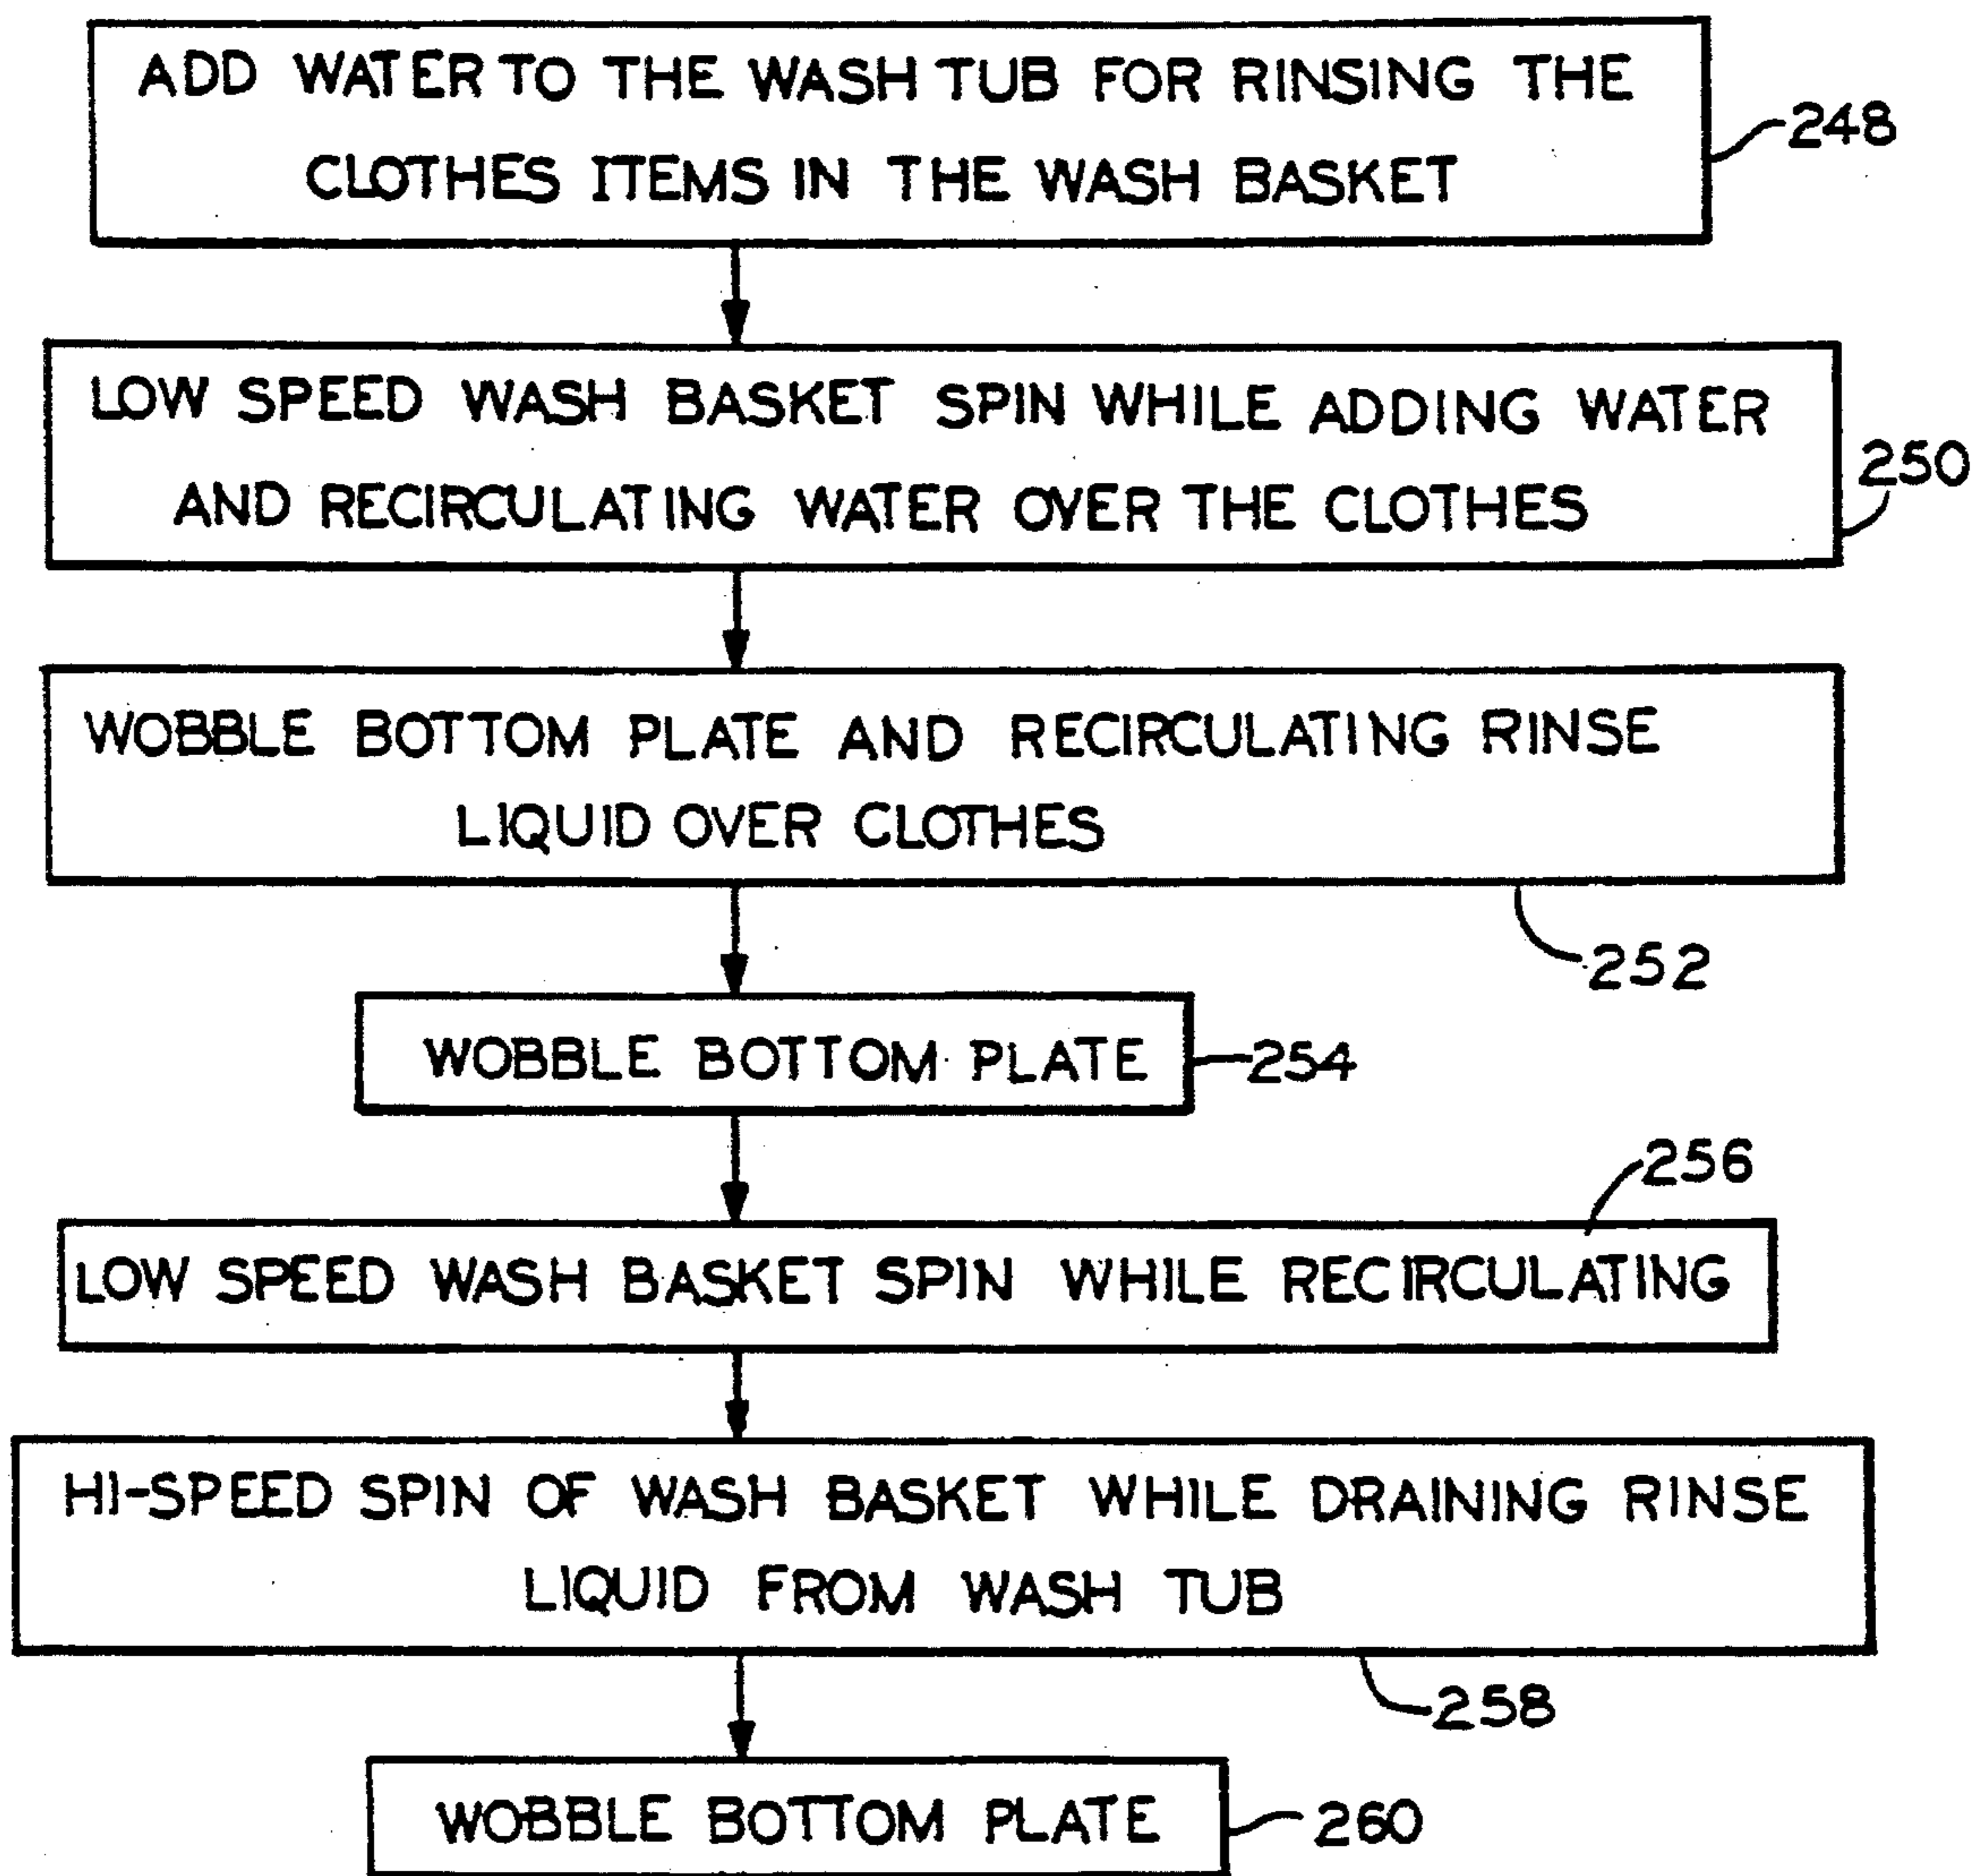 ADD WATER TO THE WASH TUB FOR RINSING THE
CLOTHES ITEMS IN THE WASH BASKET
248
LOW SPEED WASH BASKET SPIN WHILE ADDING WATER
AND RECIRCULATING WATER OVER THE CLOTHES
250
WOBBLE BOTTOM PLATE AND RECIRCULATING RINSE
LIQUID OVER CLOTHES
252
WOBBLE BOTTOM PLATE
254
256
LOW SPEED WASH BASKET SPIN WHILE RECIRCULATING
HI-SPEED SPIN OF WASH BASKET WHILE DRAINING RINSE
LIQUID FROM WASH TUB
258
WOBBLE BOTTOM PLATE
260